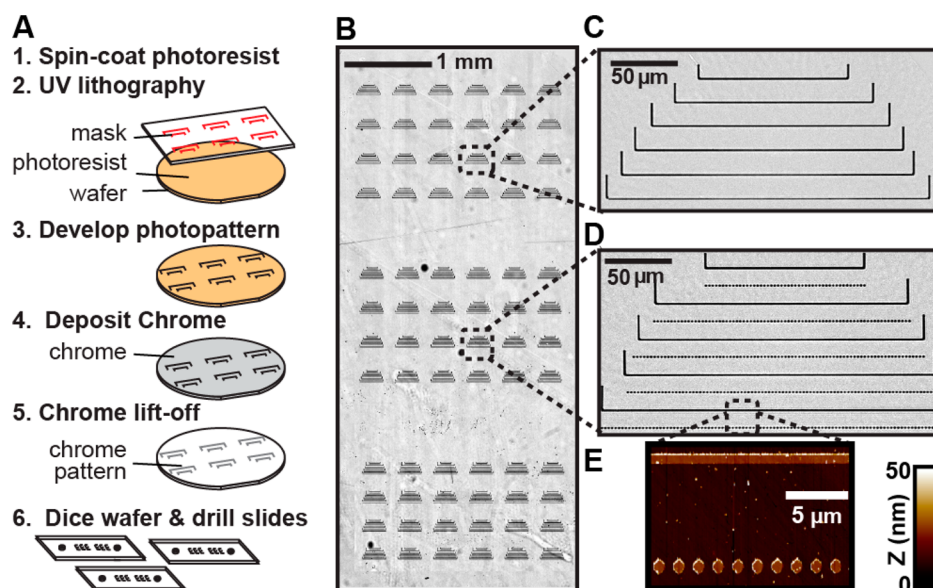 A
1. Spin-coat photoresist
2. UV lithography
mask
photoresist
wafer
3. Develop photopattern
4. Deposit Chrome
chrome
5. Chrome lift-off
chrome
pattern
6. Dice wafer & drill slides
B
1 mm
C
50 µm
D
50 µm
E
5 µm
50
Z (nm)
0